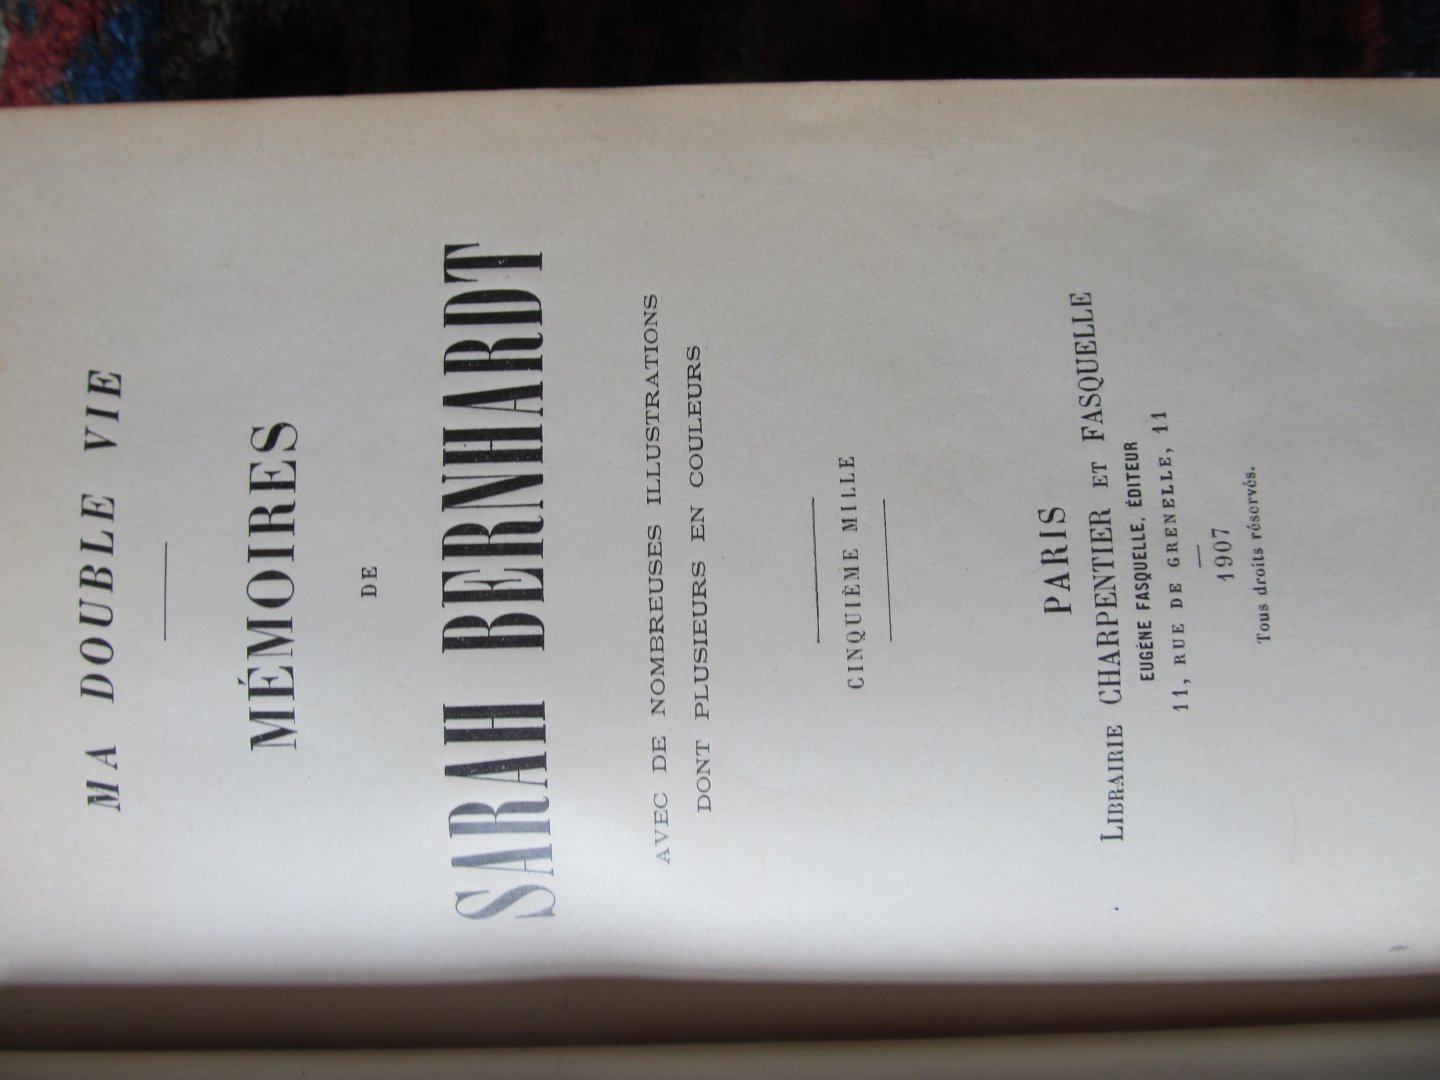 MA DOUBLE VIE
MÉMOIRES
DE
SARAH BERNHARDT
AVEC DE NOMBREUSES ILLUSTRATIONS
DONT PLUSIEURS EN COULEURS
CINQUIÈME MILLE
PARIS
LIBRAIRIE CHARPENTIER ET FASQUELLE
EUGÈNE FASQUELLE, ÉDITEUR
11, RUE DE GRENELLE, 11
1907
Tous droits réservés.